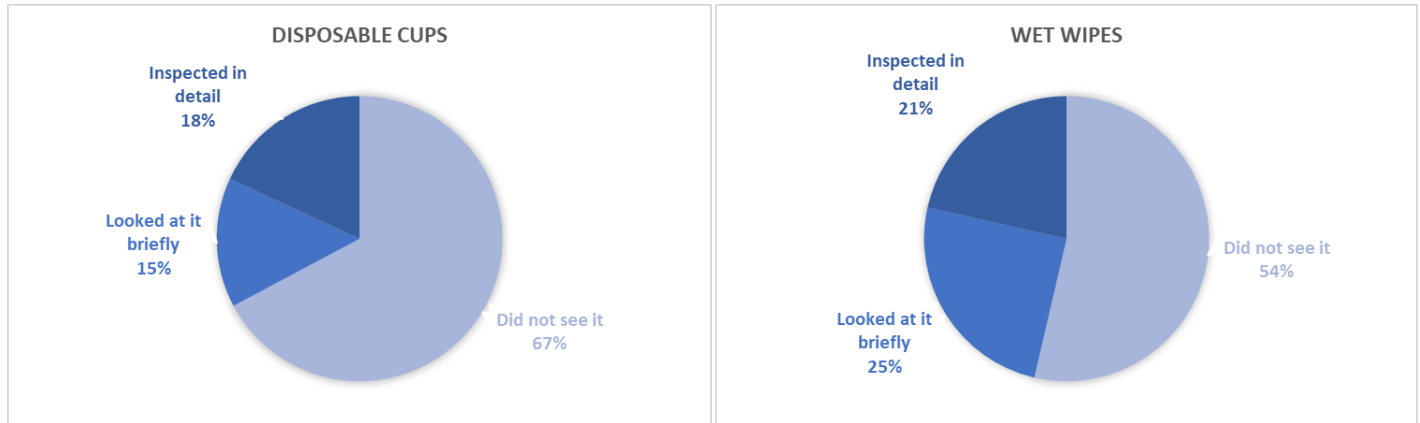 DISPOSABLE CUPS
Inspected in
detail
18%
Looked at it
briefly
15%
Did not see it
67%
WET WIPES
Inspected in
detail
21%
Looked at it
briefly
25%
Did not see it
54%